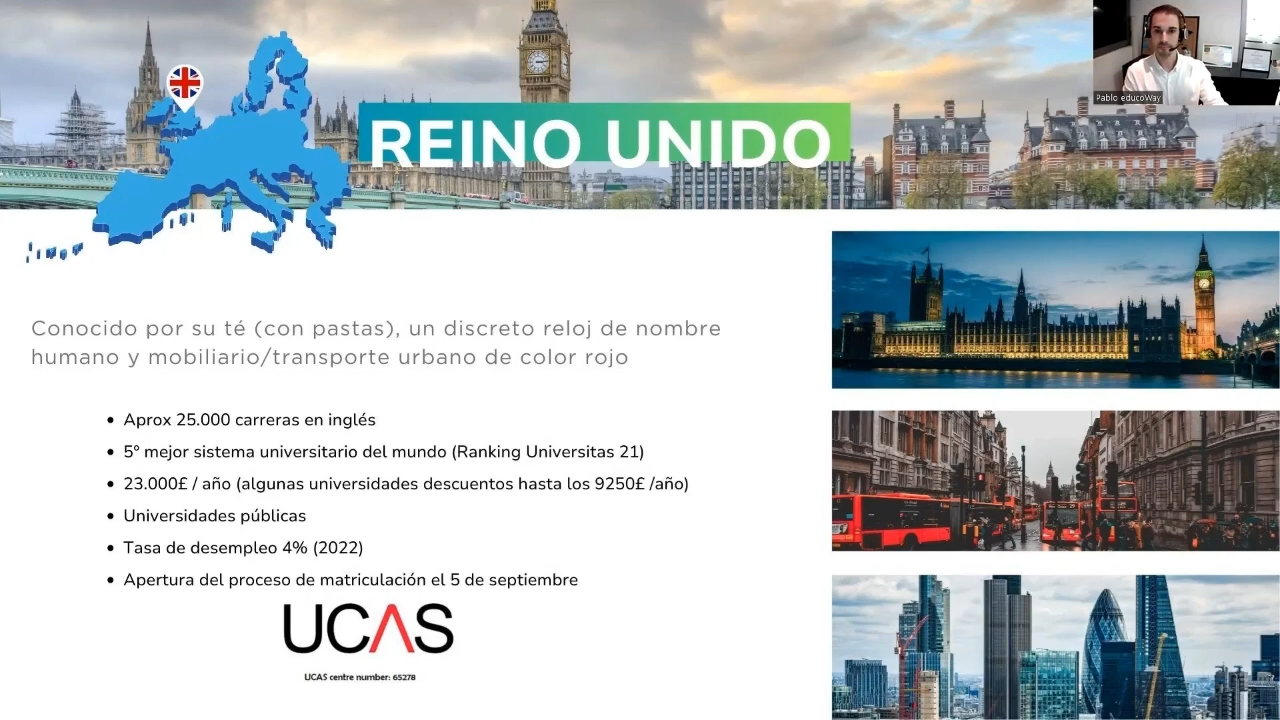 Pablo educoWay
REINO UNIDO
Conocido por su té (con pastas), un discreto reloj de nombre
humano y mobiliario/transporte urbano de color rojo
• Aprox 25.000 carreras en inglés
• 5º mejor sistema universitario del mundo (Ranking Universitas 21)
• 23.000£ / año (algunas universidades descuentos hasta los 9250£ /año)
• Universidades públicas
• Tasa de desempleo 4% (2022)
• Apertura del proceso de matriculación el 5 de septiembre
UCAS
UCAS centre number: 65278